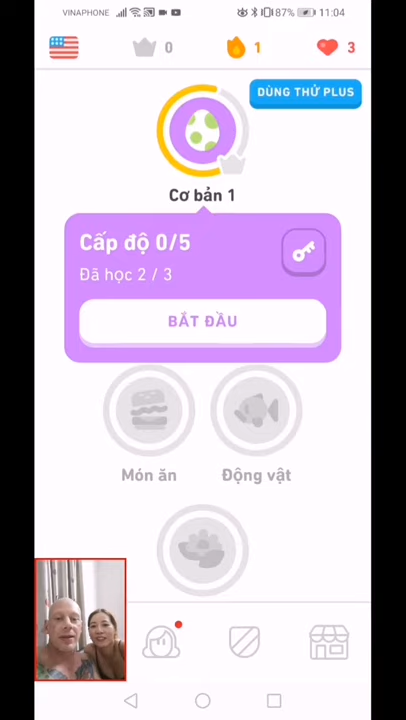 VINAPHONE 87% 11:04
0 1 3
DÙNG THỬ PLUS
Cơ bản 1
Cấp độ 0/5
Đã học 2 / 3
BẮT ĐẦU
Món ăn Động vật